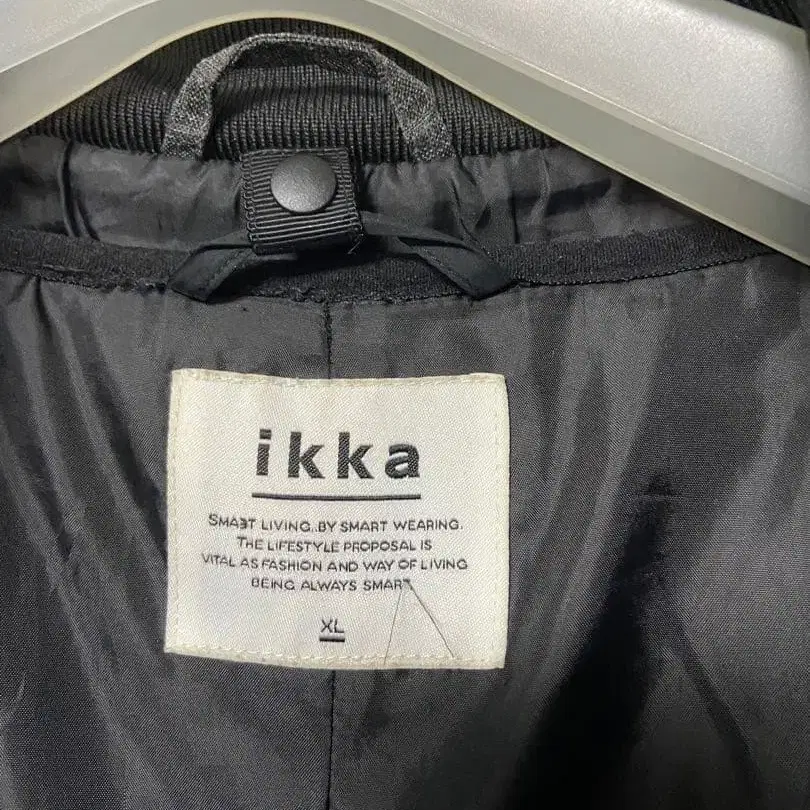 ikka
SMART LIVING..BY SMART WEARING.
THE LIFESTYLE PROPOSAL IS
VITAL AS FASHION AND WAY OF LIVING
BEING ALWAYS SMART
XL